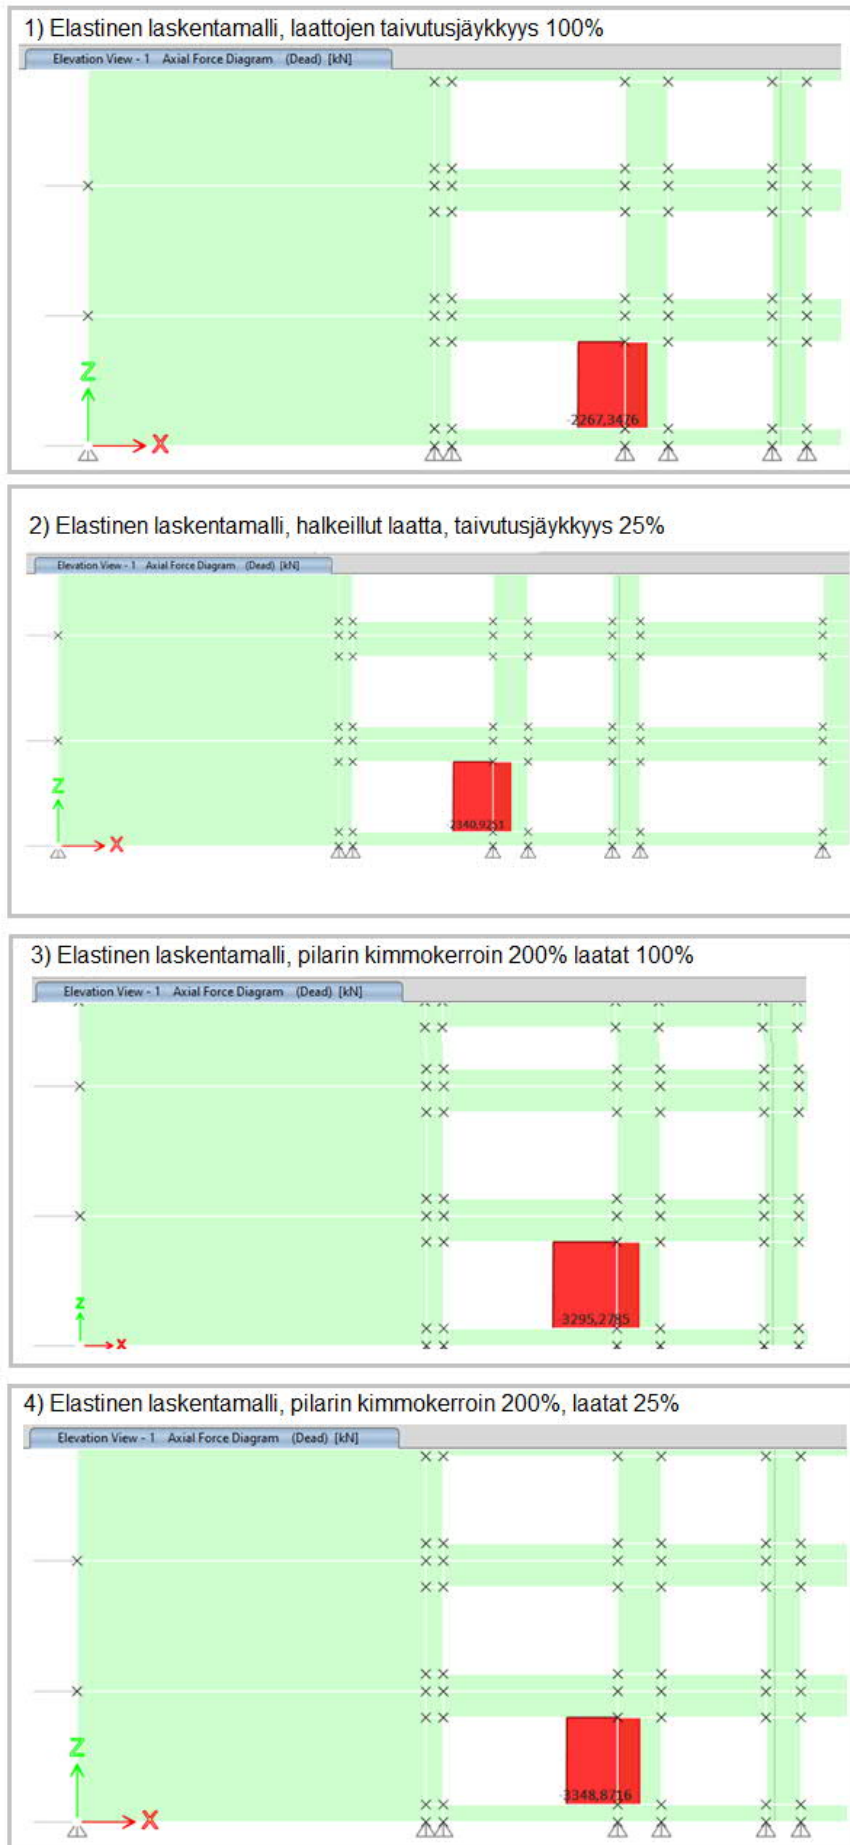 1) Elastinen laskentamalli, laattojen taivutusjäykkyys 100%
Elevation View - 1 Axial Force Diagram (Dead) [kN]
Z
-2267,3476
X
2) Elastinen laskentamalli, halkeillut laatta, taivutusjäykkyys 25%
Elevation View - 1 Axial Force Diagram (Dead) [kN]
Z
2340,9251
X
3) Elastinen laskentamalli, pilarin kimmokerroin 200% laatat 100%
Elevation View - 1 Axial Force Diagram (Dead) [kN]
Z
3295,2785
X
4) Elastinen laskentamalli, pilarin kimmokerroin 200%, laatat 25%
Elevation View - 1 Axial Force Diagram (Dead) [kN]
Z
-3348,8716
X